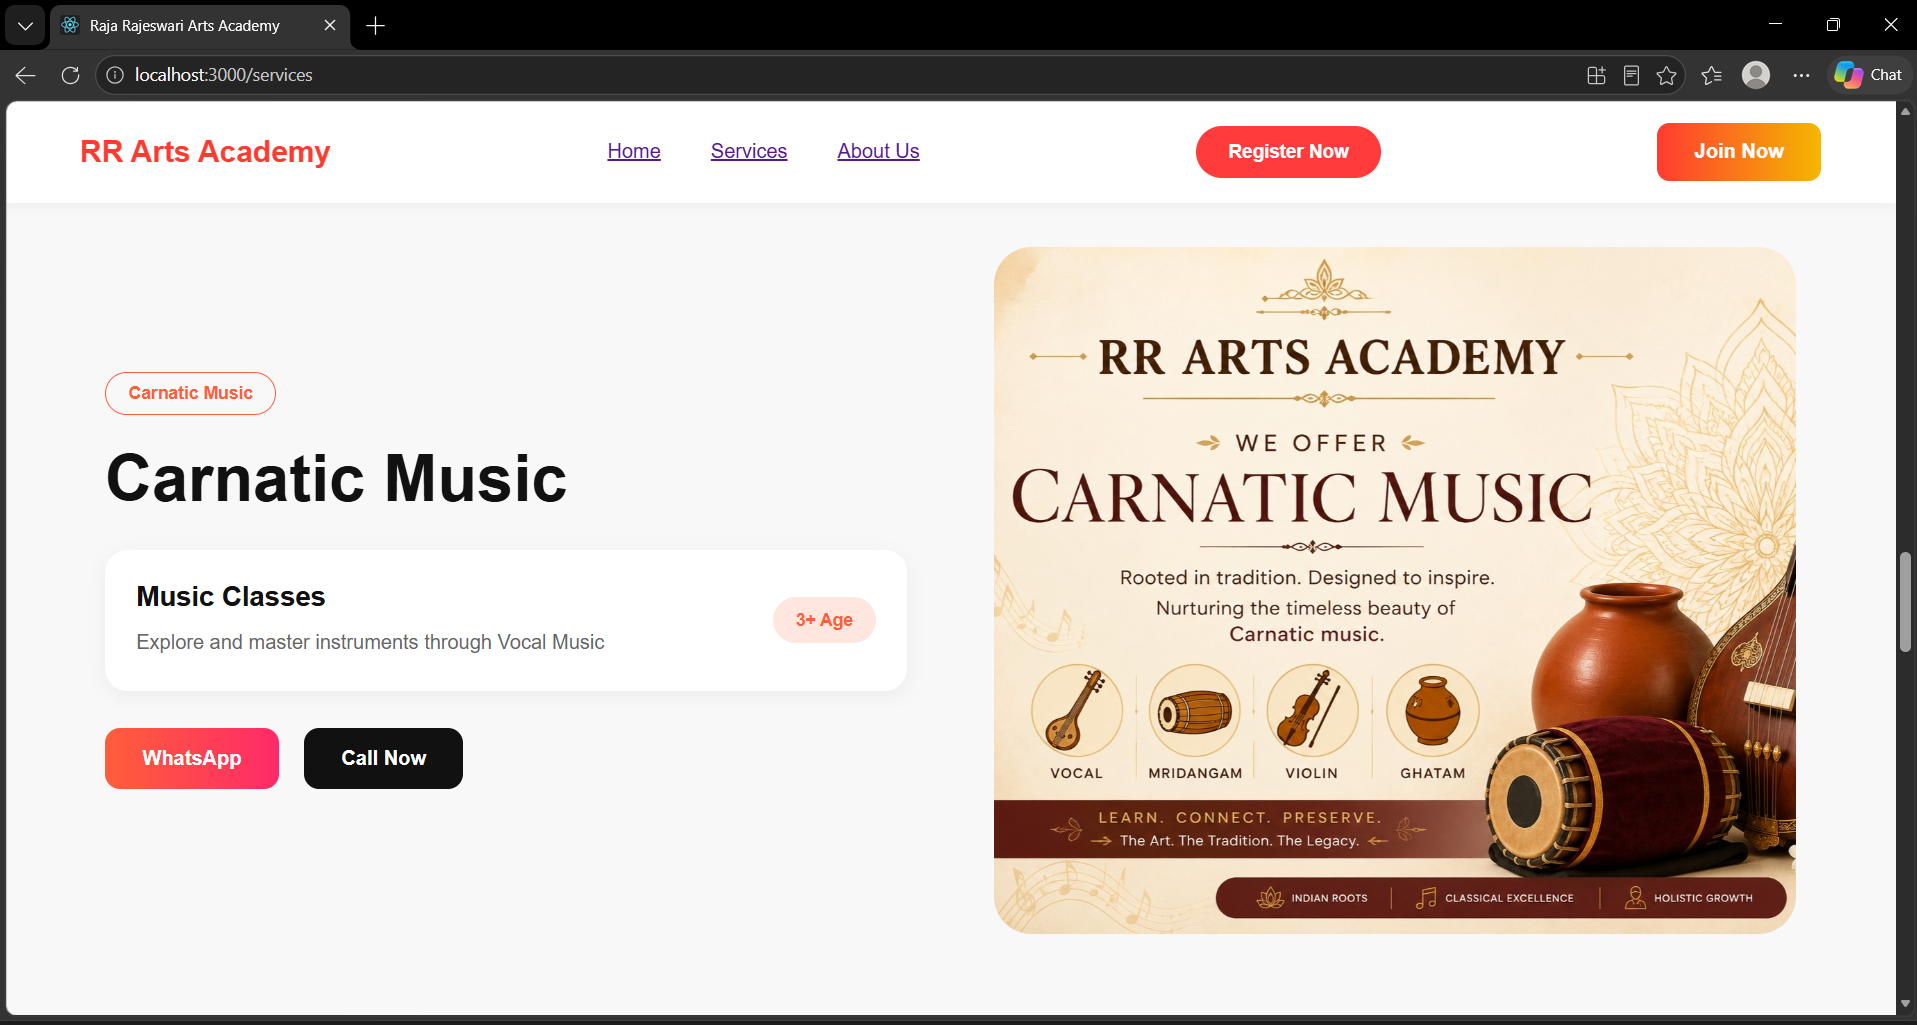 Raja Rajeswari Arts Academy
localhost:3000/services
Chat
RR Arts Academy
Home
Services
About Us
Register Now
Join Now
Carnatic Music
Carnatic Music
Music Classes
Explore and master instruments through Vocal Music
3+ Age
WhatsApp
Call Now
RR ARTS ACADEMY
WE OFFER
CARNATIC MUSIC
Rooted in tradition. Designed to inspire.
Nurturing the timeless beauty of
Carnatic music.
VOCAL
MRIDANGAM
VIOLIN
GHATAM
LEARN. CONNECT. PRESERVE.
The Art. The Tradition. The Legacy.
INDIAN ROOTS
CLASSICAL EXCELLENCE
HOLISTIC GROWTH